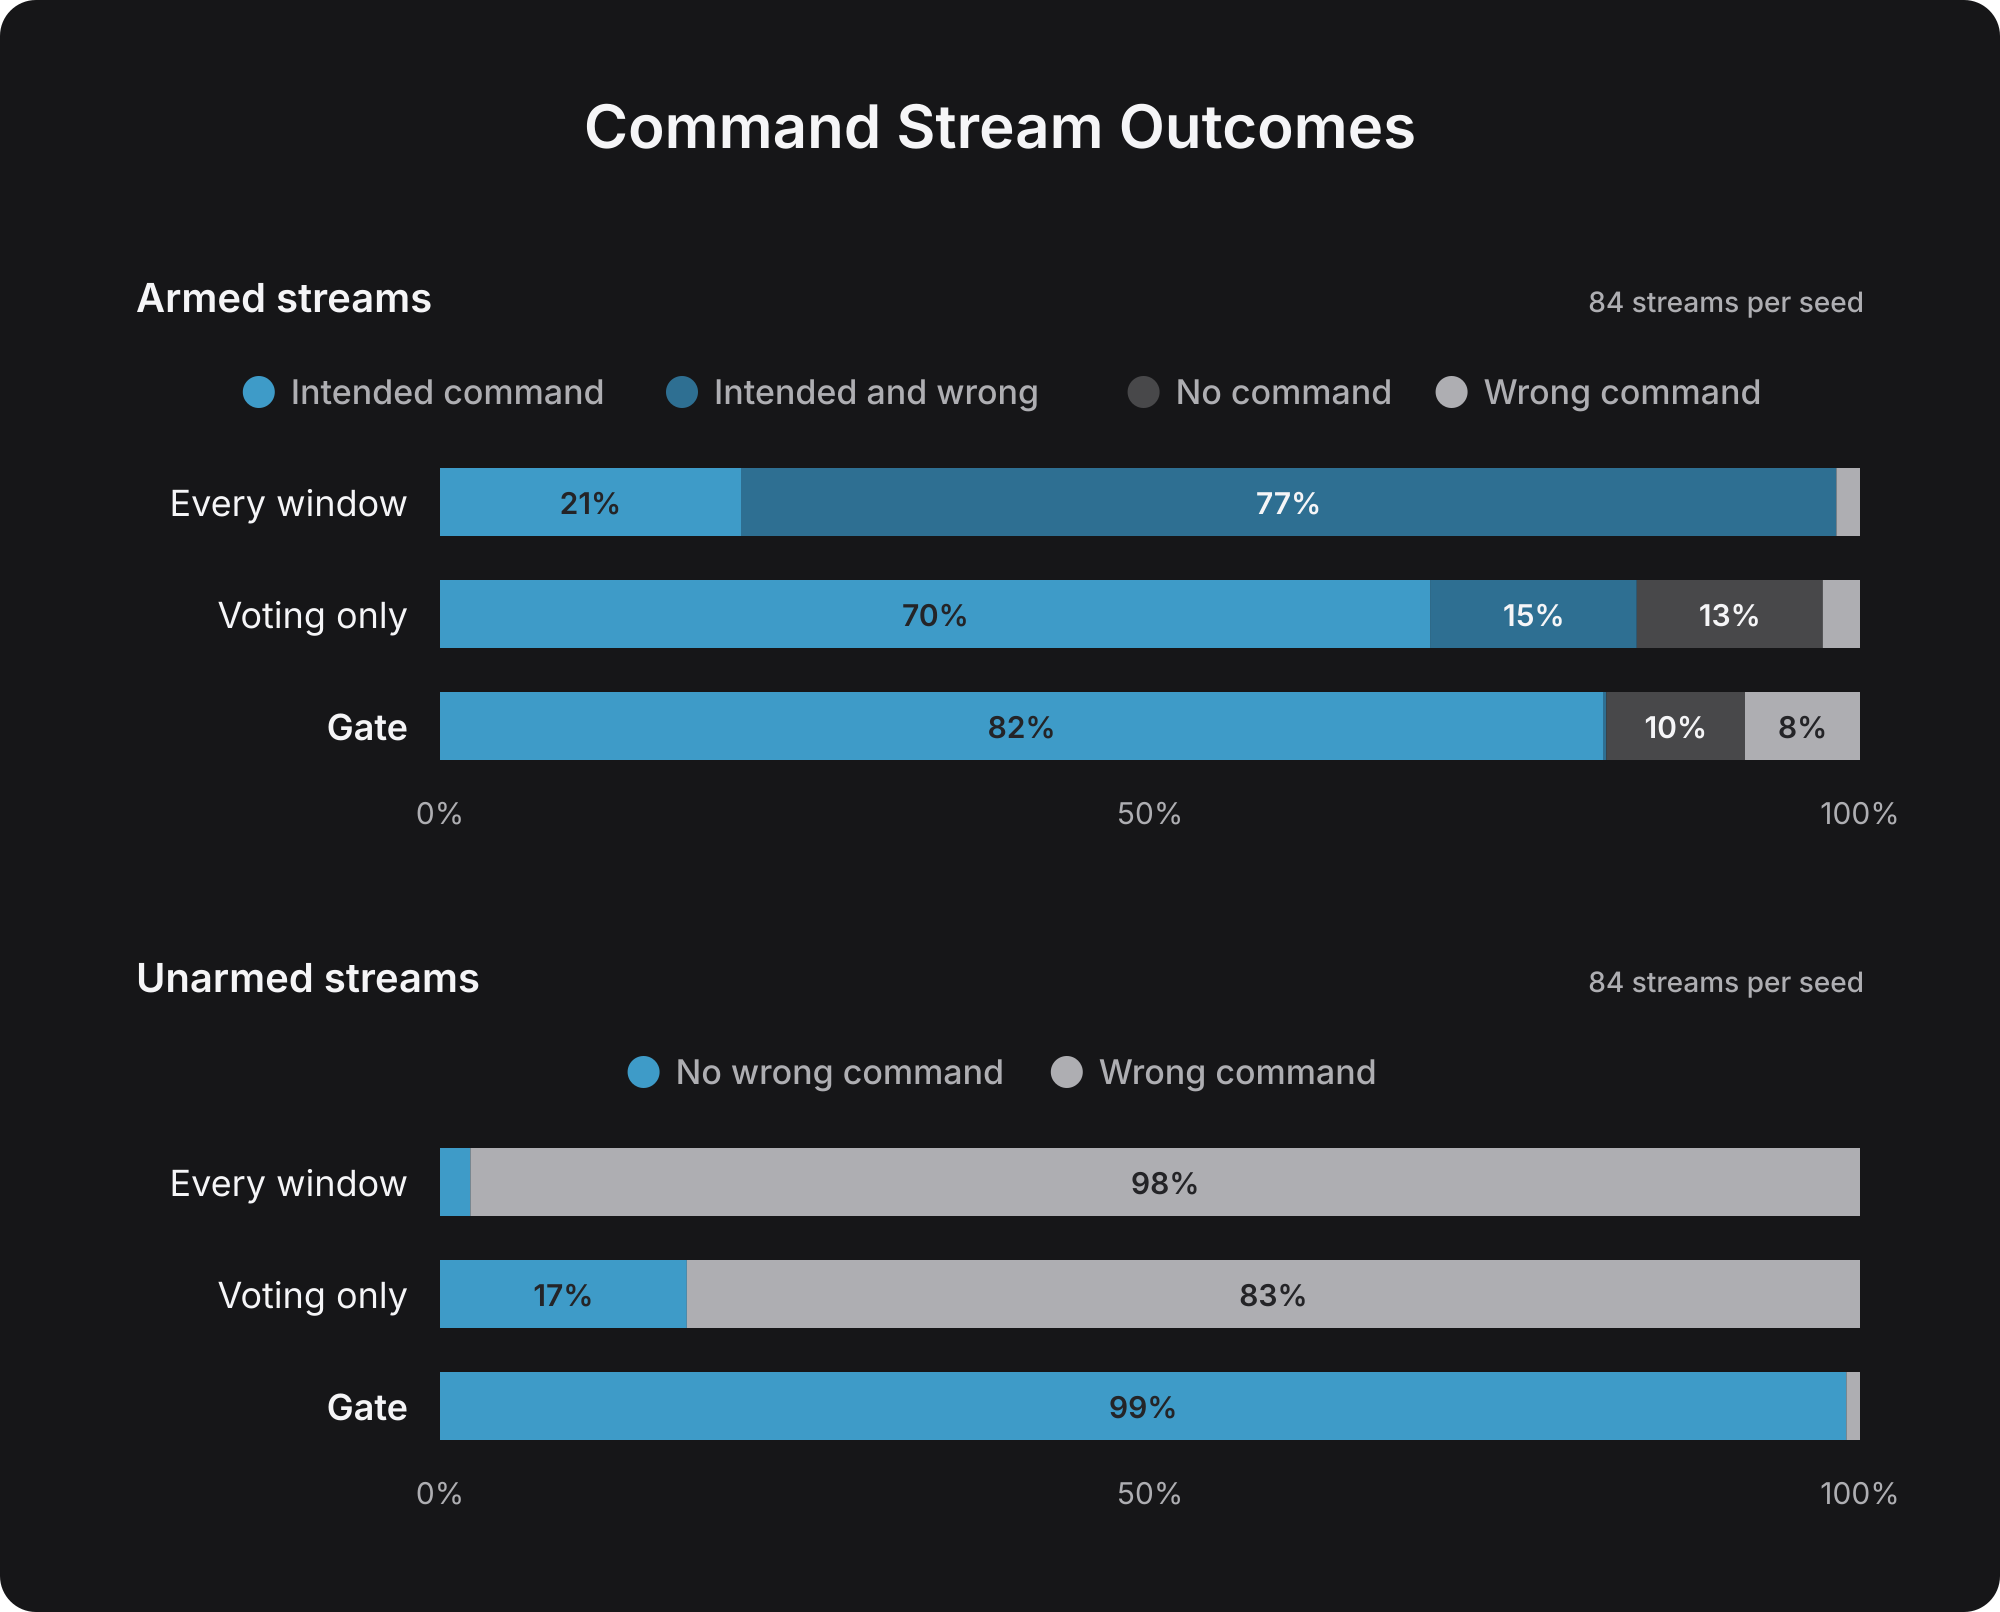 Command Stream Outcomes
Armed streams
84 streams per seed
Intended command
Intended and wrong
No command
Wrong command
Every window
21%
77%
Voting only
70%
15%
13%
Gate
82%
10%
8%
0%
50%
100%
Unarmed streams
84 streams per seed
No wrong command
Wrong command
Every window
98%
Voting only
17%
83%
Gate
99%
0%
50%
100%